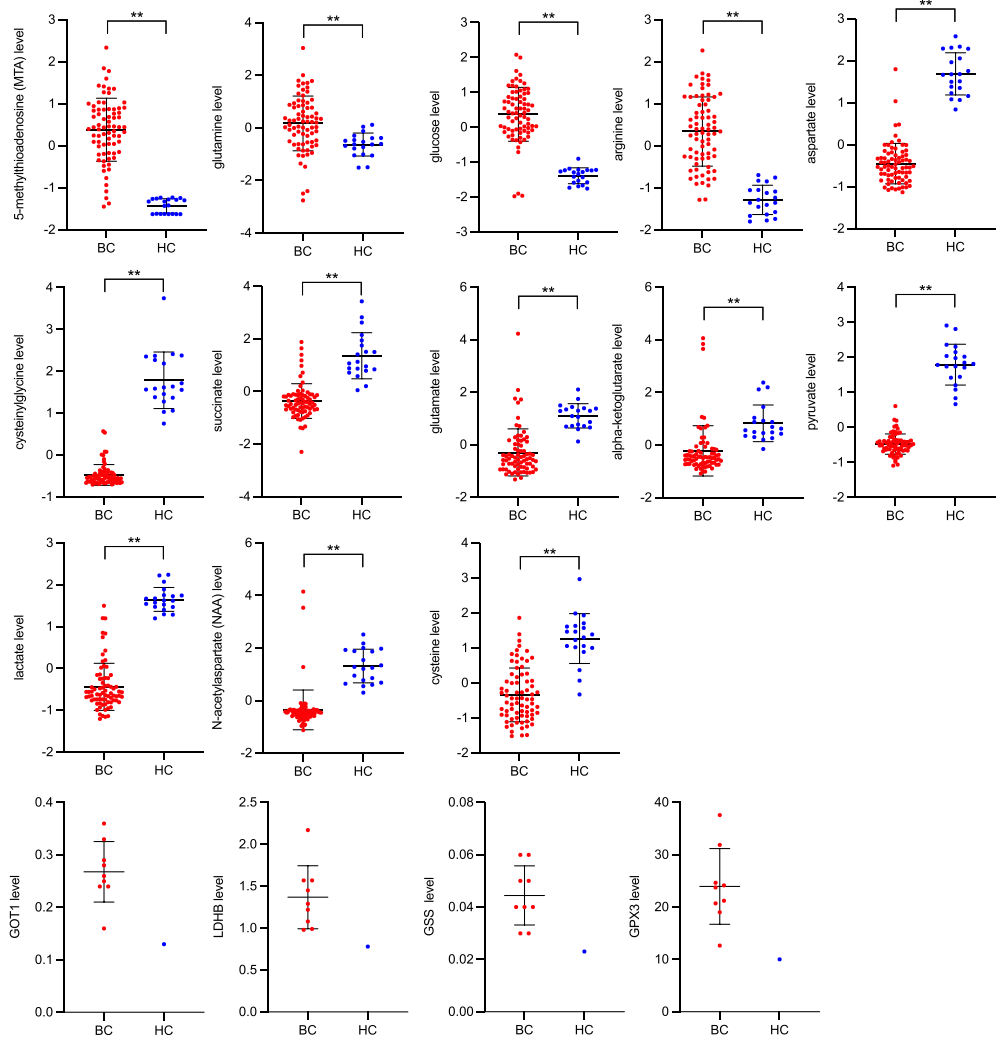 5-methylthioadenosine (MTA) level
3
2
1
0
-1
-2
**
BC
HC
glutamine level
4
2
0
-2
-4
**
BC
HC
glucose level
3
2
1
0
-1
-2
-3
**
BC
HC
arginine level
3
2
1
0
-1
-2
**
BC
HC
aspartate level
3
2
1
0
-1
-2
**
BC
HC
cysteinylglycine level
4
3
2
1
0
-1
**
BC
HC
succinate level
4
2
0
-2
-4
**
BC
HC
glutamate level
6
4
2
0
-2
**
BC
HC
alpha-ketoglutarate level
6
4
2
0
-2
**
BC
HC
pyruvate level
4
3
2
1
0
-1
-2
**
BC
HC
lactate level
3
2
1
0
-1
-2
**
BC
HC
N-acetylaspartate (NAA) level
6
4
2
0
-2
**
BC
HC
cysteine level
4
3
2
1
0
-1
-2
**
BC
HC
GOT1 level
0.4
0.3
0.2
0.1
0.0
BC
HC
LDHB level
2.5
2.0
1.5
1.0
0.5
0.0
BC
HC
GSS level
0.08
0.06
0.04
0.02
0.00
BC
HC
GPX3 level
40
30
20
10
0
BC
HC